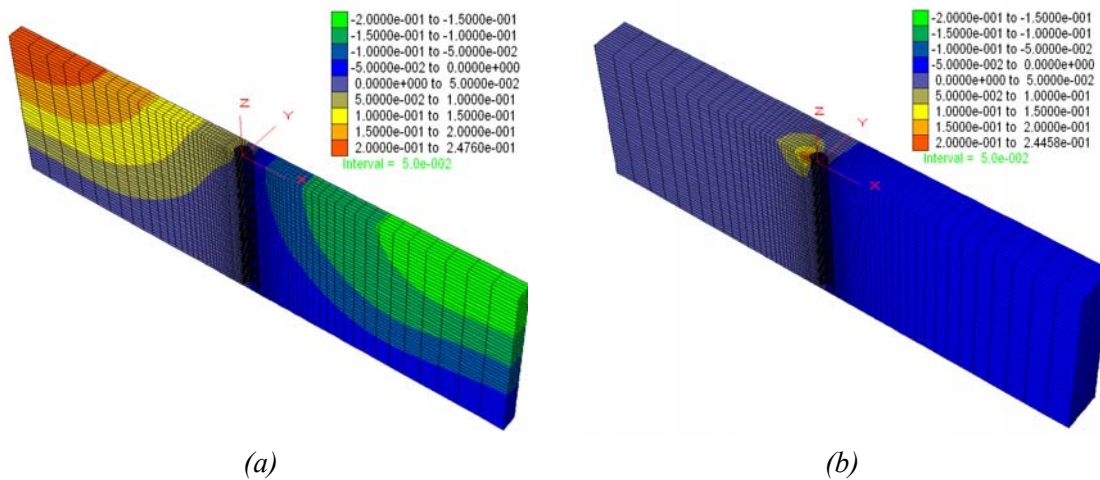 -2.0000e-001 to -1.5000e-001
-1.5000e-001 to -1.0000e-001
-1.0000e-001 to -5.0000e-002
-5.0000e-002 to 0.0000e+000
0.0000e+000 to 5.0000e-002
5.0000e-002 to 1.0000e-001
1.0000e-001 to 1.5000e-001
1.5000e-001 to 2.0000e-001
2.0000e-001 to 2.4760e-001
Interval = 5.0e-002
Z
Y
X
(a)
-2.0000e-001 to -1.5000e-001
-1.5000e-001 to -1.0000e-001
-1.0000e-001 to -5.0000e-002
-5.0000e-002 to 0.0000e+000
0.0000e+000 to 5.0000e-002
5.0000e-002 to 1.0000e-001
1.0000e-001 to 1.5000e-001
1.5000e-001 to 2.0000e-001
2.0000e-001 to 2.4458e-001
Interval = 5.0e-002
Z
Y
X
(b)